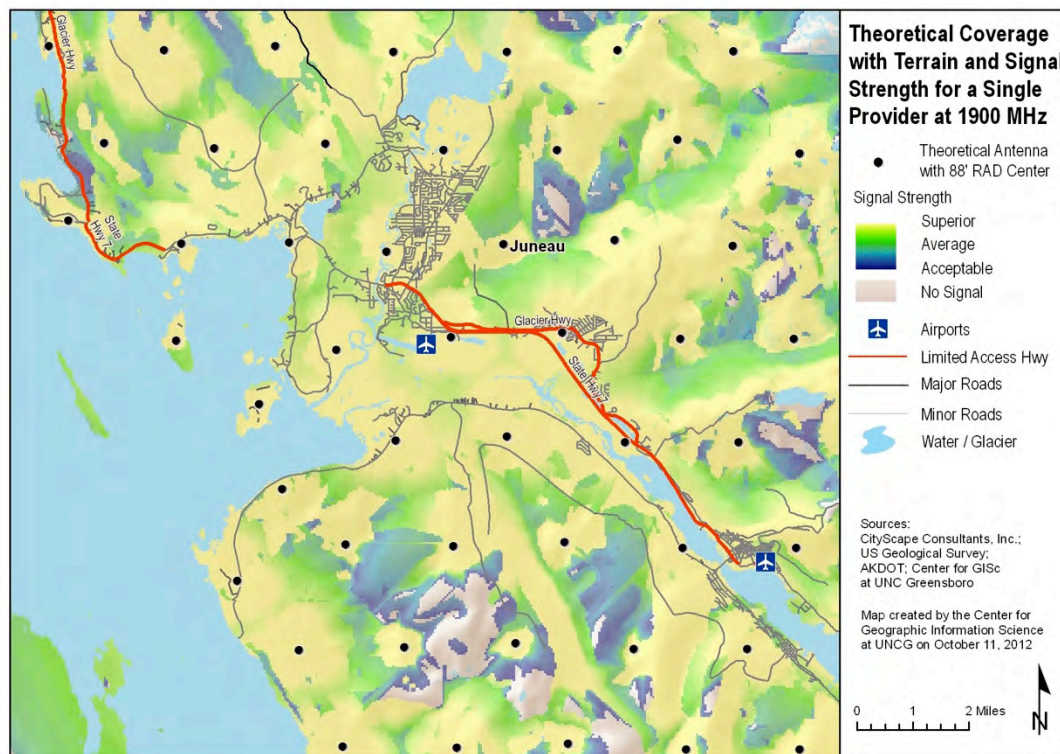 Theoretical Coverage
with Terrain and Signal
Strength for a Single
Provider at 1900 MHz
Theoretical Antenna
with 88' RAD Center
Signal Strength
Superior
Average
Acceptable
No Signal
Airports
Limited Access Hwy
Major Roads
Minor Roads
Water / Glacier
Sources:
CityScape Consultants, Inc.;
US Geological Survey;
AKDOT; Center for GISc
at UNC Greensboro
Map created by the Center for
Geographic Information Science
at UNCG on October 11, 2012
0 1 2 Miles
N
Glacier Hwy
State
Hwy 7
Juneau
Glacier Hwy
State Hwy 7